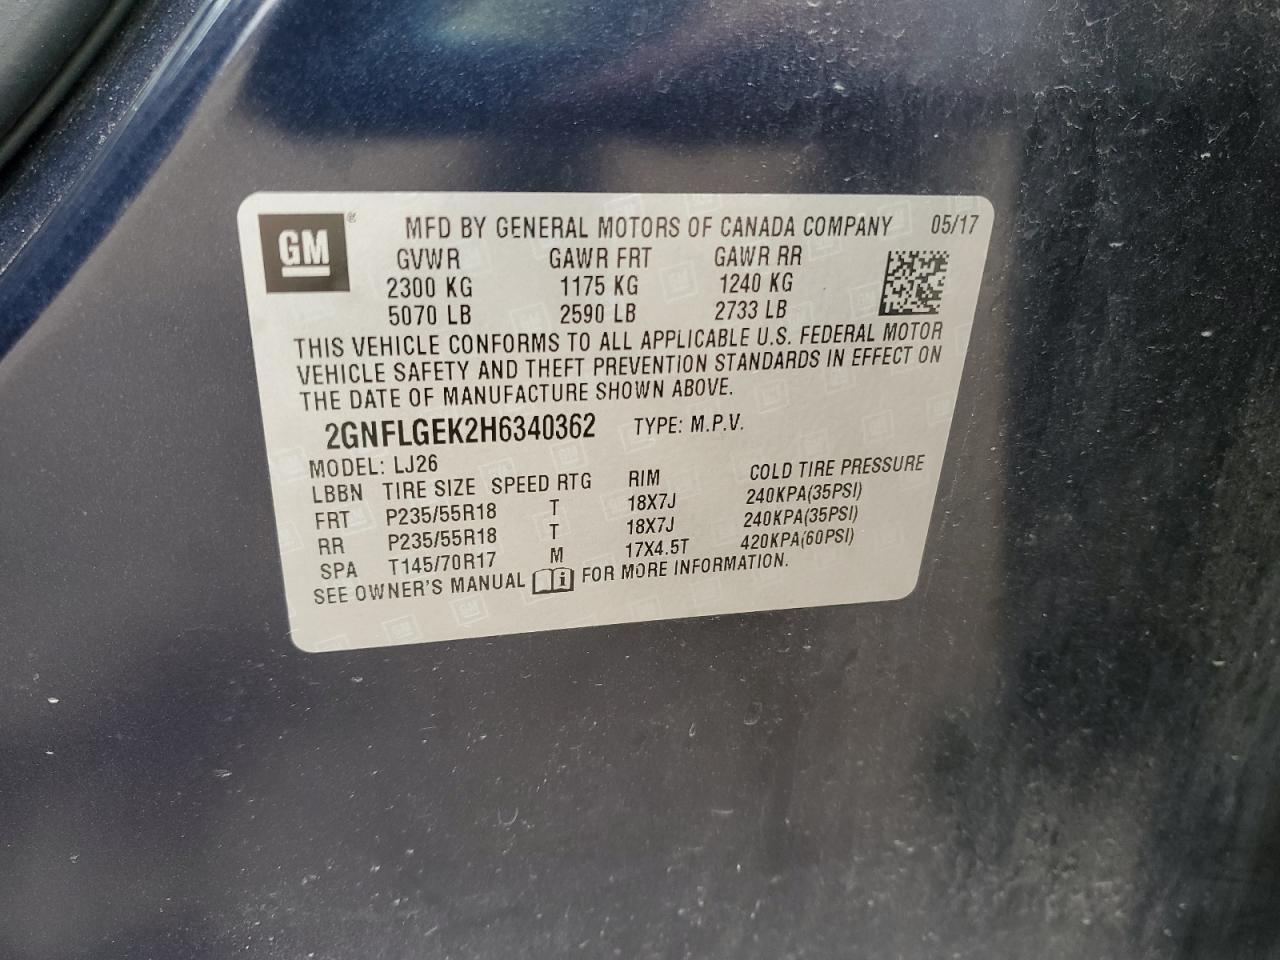 GM ® MFD BY GENERAL MOTORS OF CANADA COMPANY 05/17
GVWR GAWR FRT GAWR RR
2300 KG 1175 KG 1240 KG
5070 LB 2590 LB 2733 LB
THIS VEHICLE CONFORMS TO ALL APPLICABLE U.S. FEDERAL MOTOR
VEHICLE SAFETY AND THEFT PREVENTION STANDARDS IN EFFECT ON
THE DATE OF MANUFACTURE SHOWN ABOVE.
2GNFLGEK2H6340362 TYPE: M.P.V.
MODEL: LJ26
LBBN TIRE SIZE SPEED RTG RIM COLD TIRE PRESSURE
FRT P235/55R18 T 18X7J 240KPA(35PSI)
RR P235/55R18 T 18X7J 240KPA(35PSI)
SPA T145/70R17 M 17X4.5T 420KPA(60PSI)
SEE OWNER'S MANUAL i FOR MORE INFORMATION.